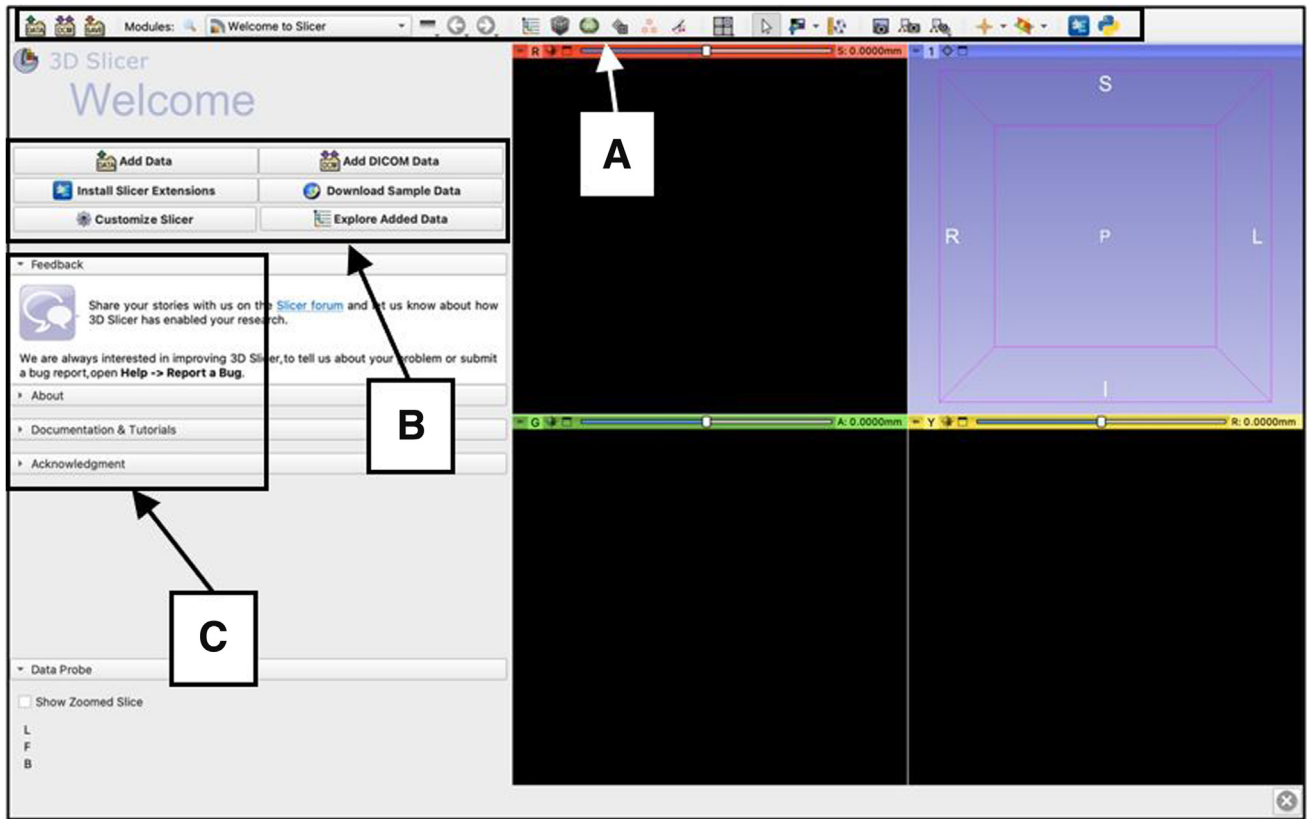 DATA DCM SAVE Modules: Welcome to Slicer
3D Slicer
Welcome
Add Data
Add DICOM Data
Install Slicer Extensions
Download Sample Data
Customize Slicer
Explore Added Data
Feedback
Share your stories with us on the Slicer forum and let us know about how
3D Slicer has enabled your research.
We are always interested in improving 3D Slicer,to tell us about your problem or submit
a bug report,open Help -> Report a Bug.
About
Documentation & Tutorials
Acknowledgment
Data Probe
Show Zoomed Slice
L
F
B
R S: 0.0000mm
1
S
R P L
I
G A: 0.0000mm
Y R: 0.0000mm
A
B
C